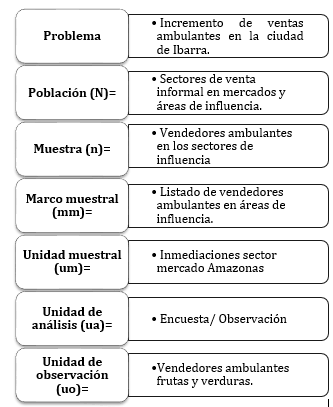 Problema
• Incremento de ventas
ambulantes en la ciudad
de Ibarra.
Población (N)=
• Sectores de venta
informal en mercados y
áreas de influencia.
Muestra (n)=
• Vendedores ambulantes
en los sectores de
influencia
Marco muestral
(mm)=
• Listado de vendedores
ambulantes en áreas de
influencia.
Unidad muestral
(um)=
• Inmediaciones sector
mercado Amazonas
Unidad de
análisis (ua)=
• Encuesta/ Observación
Unidad de
observación
(uo)=
•Vendedores ambulantes
frutas y verduras.